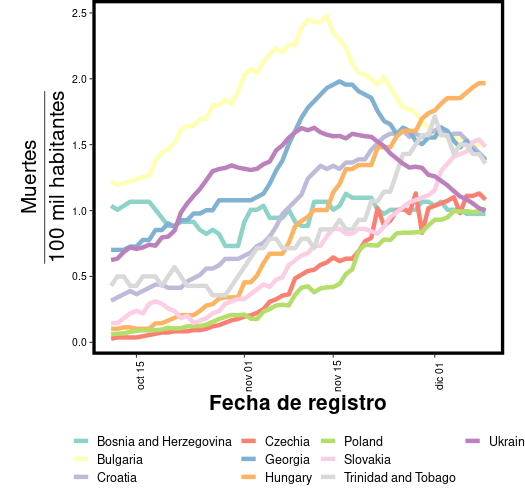 2.5
2.0
1.5
1.0
0.5
0.0
Muertes
100 mil habitantes
oct 15
nov 01
nov 15
dic 01
Fecha de registro
Bosnia and Herzegovina Czechia Poland Ukrain
Bulgaria Georgia Slovakia
Croatia Hungary Trinidad and Tobago